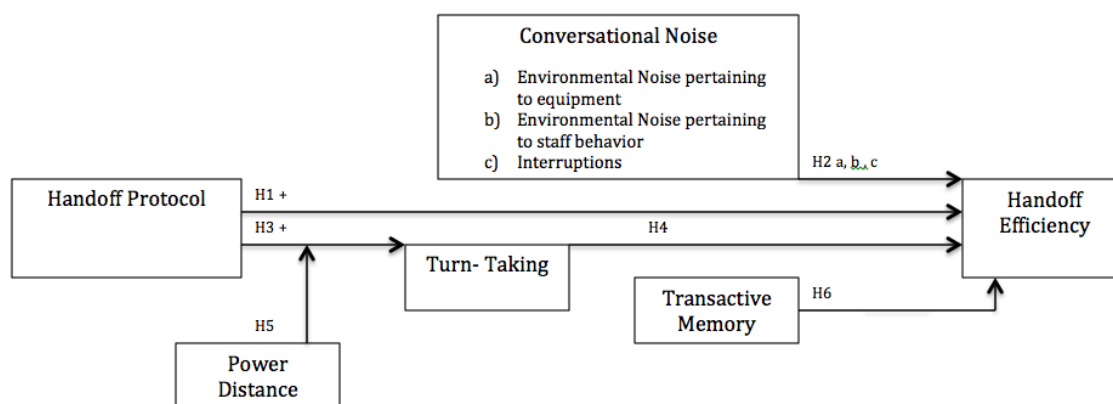 Conversational Noise
a) Environmental Noise pertaining
to equipment
b) Environmental Noise pertaining
to staff behavior
c) Interruptions
H2 a, b, c
Handoff Protocol
H1 +
H3 +
Handoff
Efficiency
H4
Turn- Taking
Transactive
Memory
H6
H5
Power
Distance